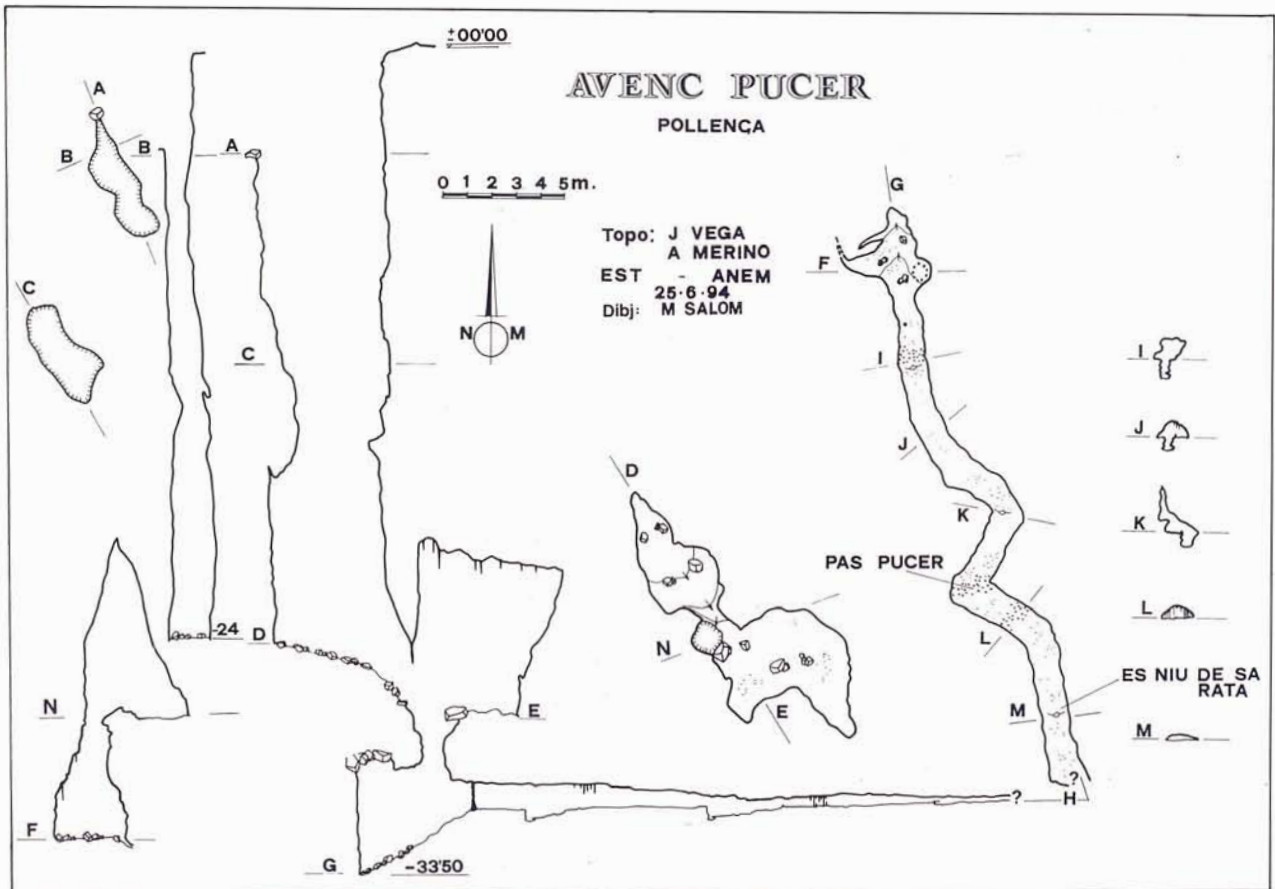 ±00'00
AVENC PUCER
POLLENÇA
0 1 2 3 4 5m.
Topo: J VEGA
A MERINO
EST - ANEM
25·6·94
Dibj: M SALOM
N M
A
B B A
C
C
-24 D
N
E
F
G -33'50
? H
D
N
E
G
F
I
J
K
PAS PUCER
L
ES NIU DE SA
RATA
M
?
I
J
K
L
M